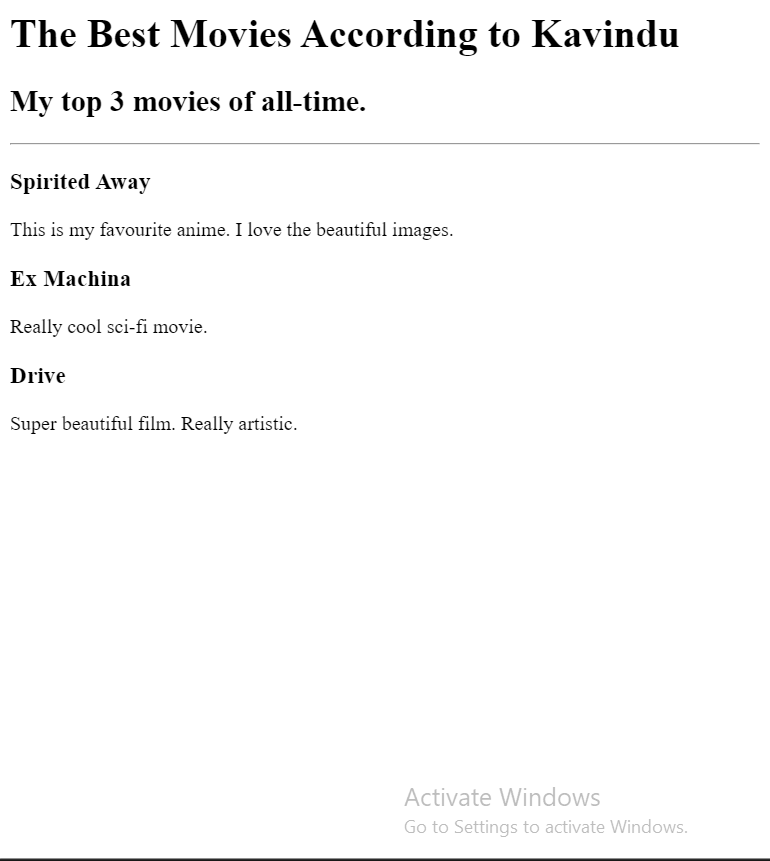 The Best Movies According to Kavindu
My top 3 movies of all-time.
Spirited Away
This is my favourite anime. I love the beautiful images.
Ex Machina
Really cool sci-fi movie.
Drive
Super beautiful film. Really artistic.
Activate Windows
Go to Settings to activate Windows.